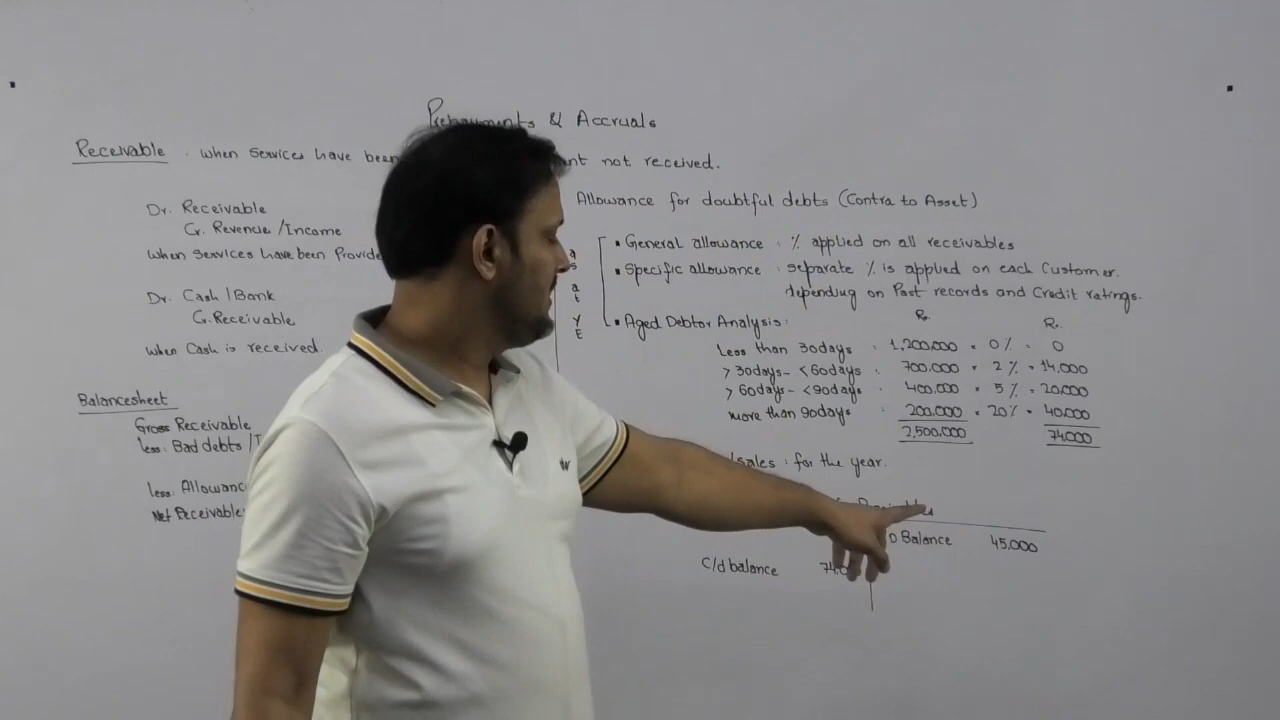 Prepayments & Accruals
Receivable . when Services have been
nt not received.
Dr. Receivable
Cr. Revenue / Income
when Services have been Provide
Dr. Cash / Bank
Cr. Receivable
when Cash is received.
Balancesheet
Gross Receivable
less: Bad debts /
less: Allowanc
Net Receivable
Allowance for doubtful debts (Contra to Asset)
• General allowance : % applied on all receivables
• Specific allowance : separate % is applied on each Customer.
depending on Past records and Credit ratings.
• Aged Debtor Analysis:
Rs. Rs.
Less than 30days : 1,200,000 × 0% = 0
> 30days - < 60days : 700,000 × 2% = 14,000
> 60days - < 90days : 400,000 × 5% = 20,000
more than 90days : 200,000 × 20% = 40,000
2,500,000 74,000
sales : for the year.
Balance 45,000
C/d balance 74,0